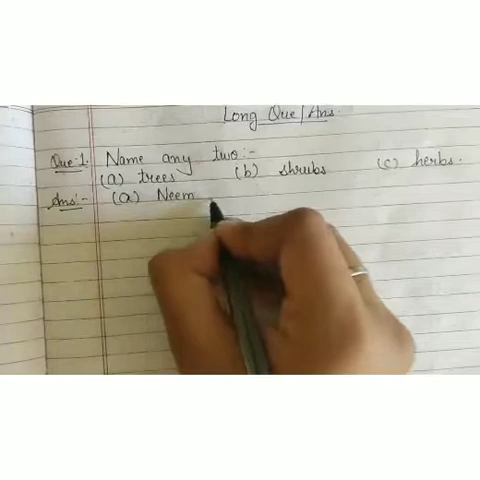 Long Que/Ans.
Que:1. Name any two:-
(a) trees (b) shrubs (c) herbs.
Ans:- (a) Neem